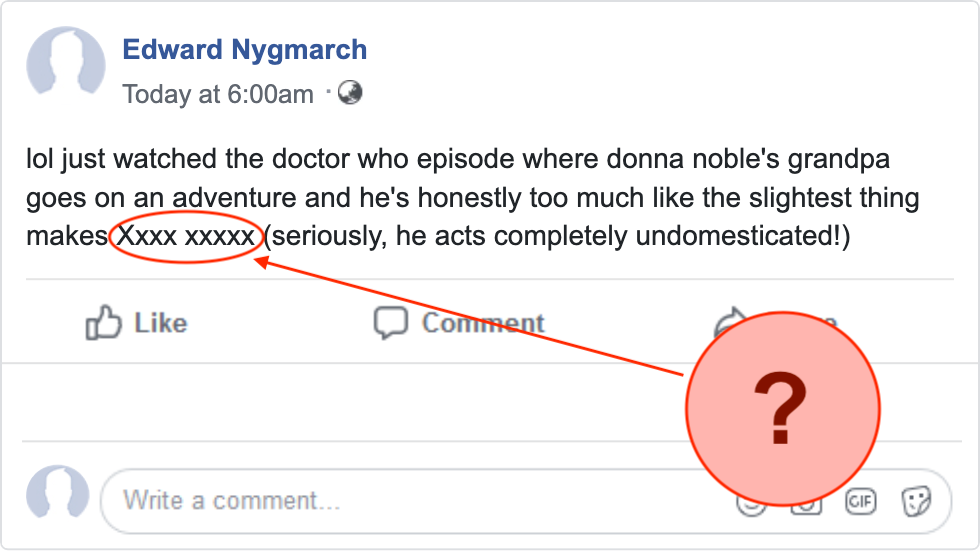 Edward Nygmarch
Today at 6:00am ·
lol just watched the doctor who episode where donna noble's grandpa
goes on an adventure and he's honestly too much like the slightest thing
makes Xxxx xxxxx (seriously, he acts completely undomesticated!)
Like Comment
?
Write a comment...
GIF